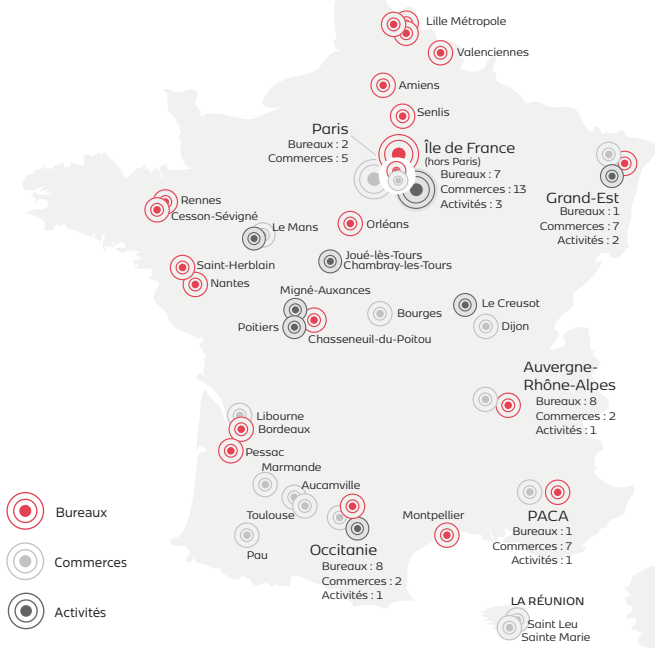 Lille Métropole
Valenciennes
Amiens
Senlis
Paris
Bureaux : 2
Commerces : 5
Île de France
(hors Paris)
Bureaux : 7
Commerces : 13
Activités : 3
Grand-Est
Bureaux : 1
Commerces : 7
Activités : 2
Rennes
Cesson-Sévigné
Le Mans
Orléans
Saint-Herblain
Nantes
Joué-lès-Tours
Chambray-les-Tours
Migné-Auxances
Poitiers
Chasseneuil-du-Poitou
Bourges
Le Creusot
Dijon
Auvergne-
Rhône-Alpes
Bureaux : 8
Commerces : 2
Activités : 1
Libourne
Bordeaux
Pessac
Marmande
Aucamville
Toulouse
Pau
Occitanie
Bureaux : 8
Commerces : 2
Activités : 1
Montpellier
PACA
Bureaux : 1
Commerces : 7
Activités : 1
Bureaux
Commerces
Activités
LA RÉUNION
Saint Leu
Sainte Marie